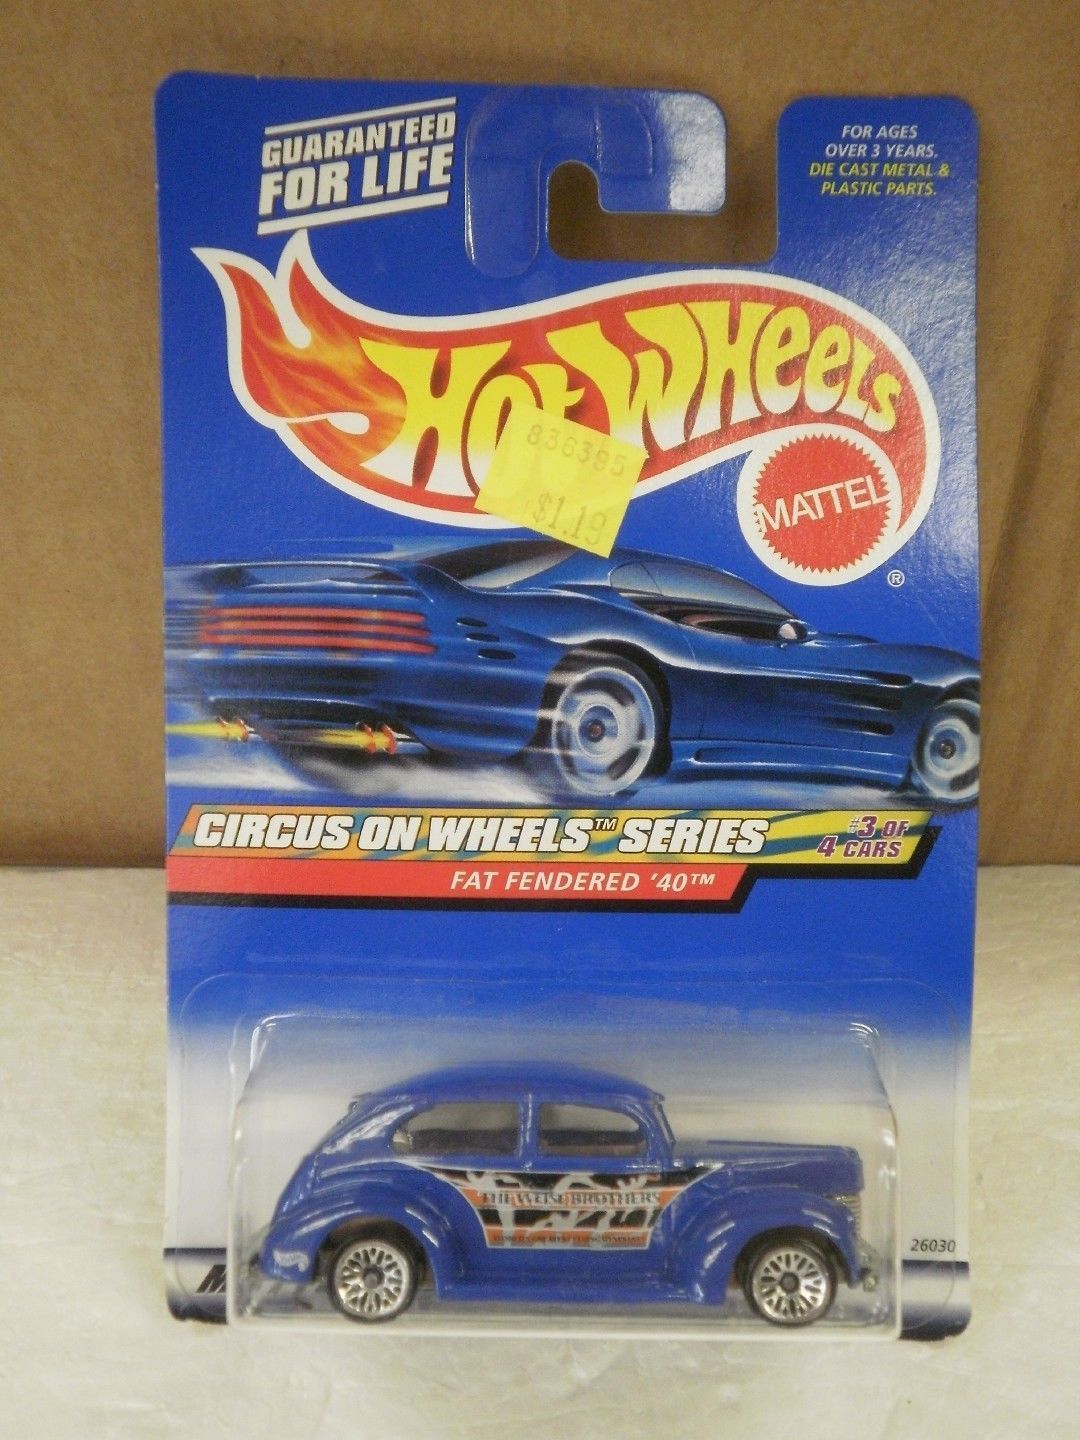 GUARANTEED
FOR LIFE
FOR AGES
OVER 3 YEARS.
DIE CAST METAL &
PLASTIC PARTS.
HOT WHEELS
836395
$1.19
MATTEL
®
CIRCUS ON WHEELS™ SERIES
#3 OF
4 CARS
FAT FENDERED '40™
THE WEISE BROTHERS
26030